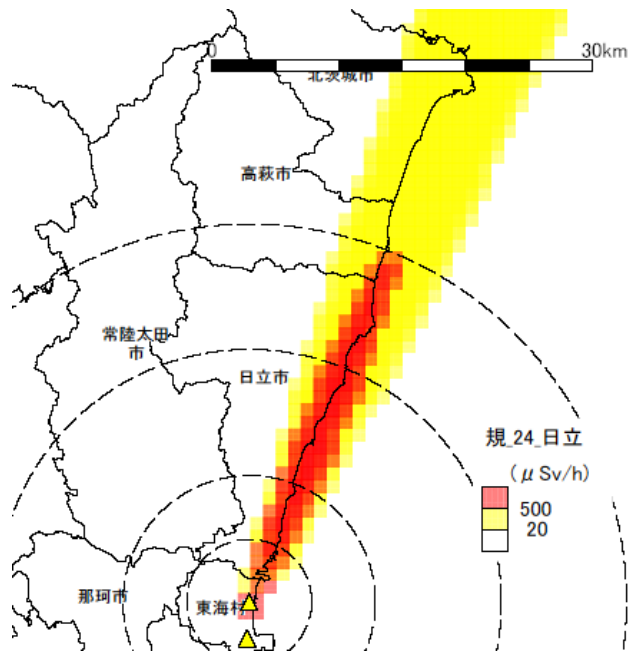 0
30km
北茨城市
高萩市
常陸太田
市
日立市
規_24_日立
(μSv/h)
500
20
那珂市
東海村